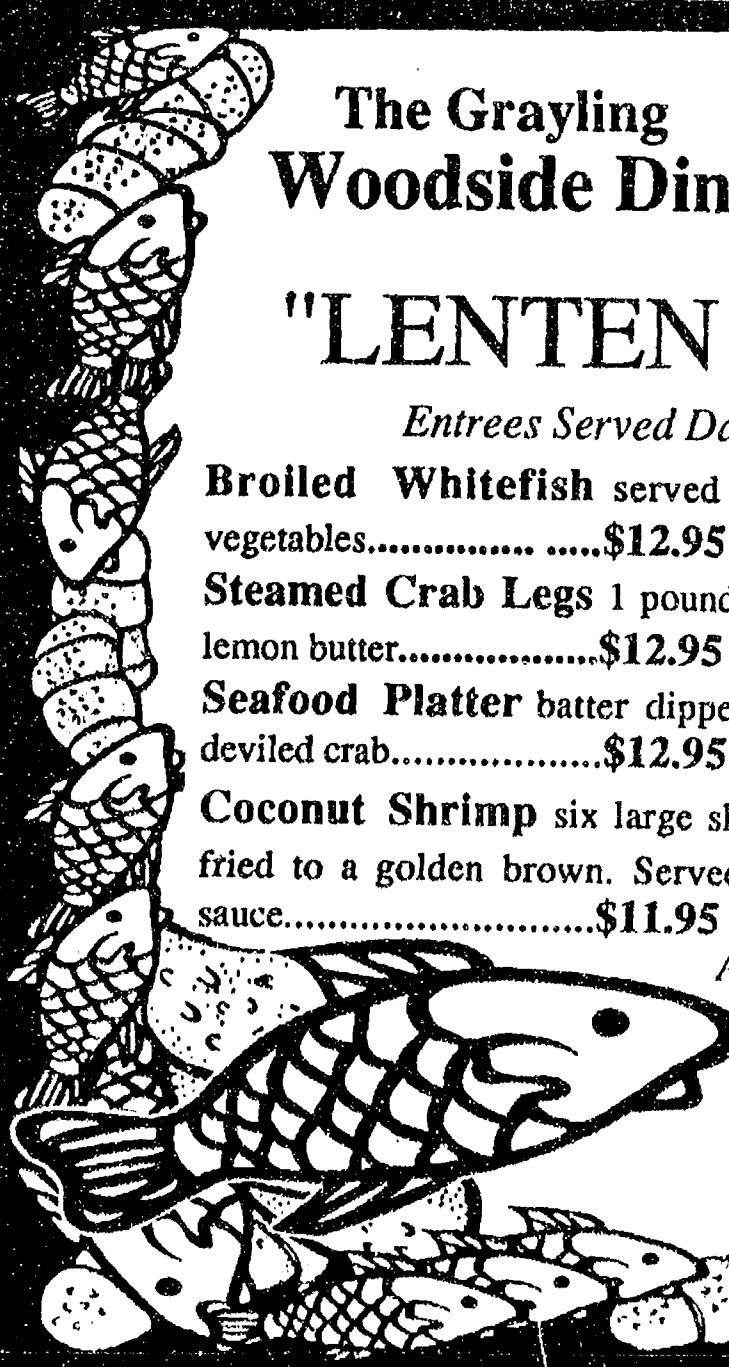 The Grayling
Woodside Din
"LENTEN
Entrees Served Da
Broiled Whitefish served
vegetables.....................$12.95
Steamed Crab Legs 1 pound
lemon butter.....................$12.95
Seafood Platter batter dippe
deviled crab.....................$12.95
Coconut Shrimp six large sh
fried to a golden brown. Served
sauce..............................$11.95
A